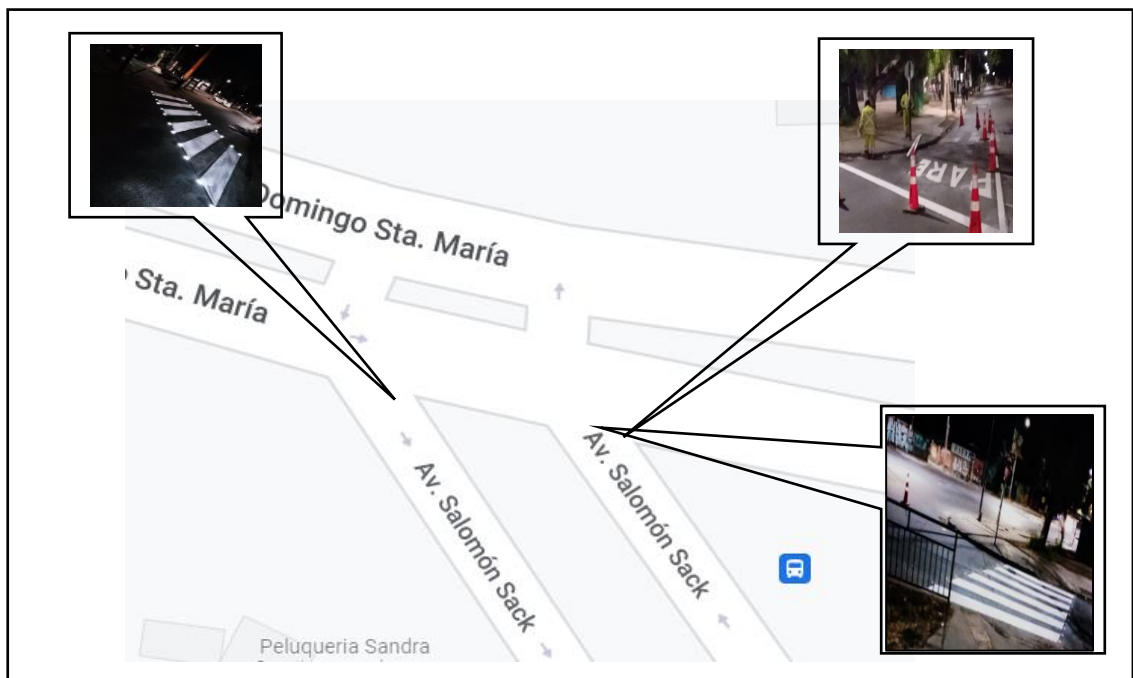 PARE
Domingo Sta. María
Sta. María
Av. Salomón Sack
Av. Salomón Sack
Peluqueria Sandra